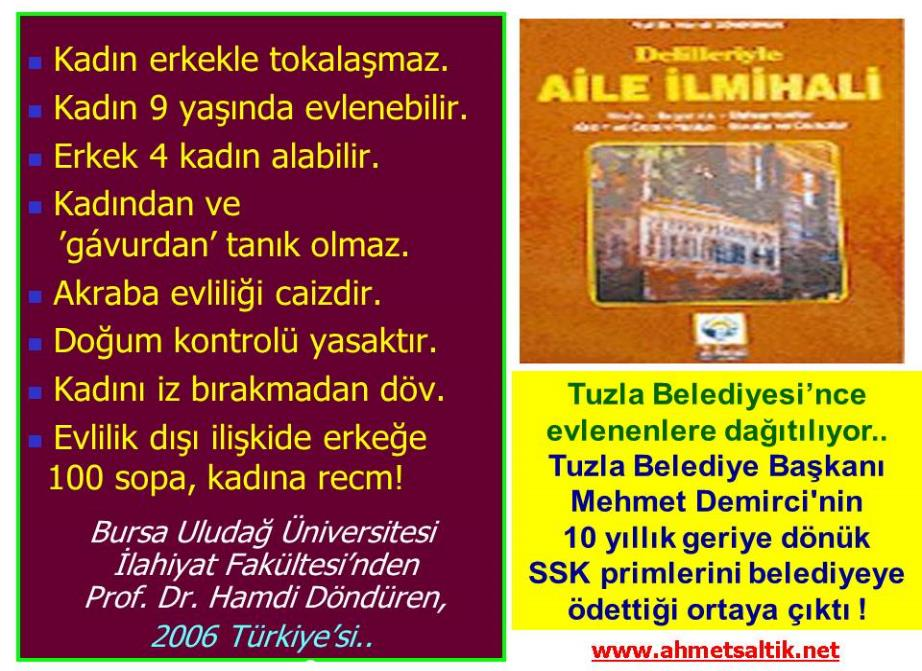 Kadın erkekle tokalaşmaz.
Kadın 9 yaşında evlenebilir.
Erkek 4 kadın alabilir.
Kadından ve
’gávurdan’ tanık olmaz.
Akraba evliliği caizdir.
Doğum kontrolü yasaktır.
Kadını iz bırakmadan döv.
Evlilik dışı ilişkide erkeğe
100 sopa, kadına recm!
Bursa Uludağ Üniversitesi
İlahiyat Fakültesi’nden
Prof. Dr. Hamdi Döndüren,
2006 Türkiye’si..
Delilleriyle
AİLE İLMİHALİ
Tuzla Belediyesi’nce
evlenenlere dağıtılıyor..
Tuzla Belediye Başkanı
Mehmet Demirci'nin
10 yıllık geriye dönük
SSK primlerini belediyeye
ödettiği ortaya çıktı !
www.ahmetsaltik.net